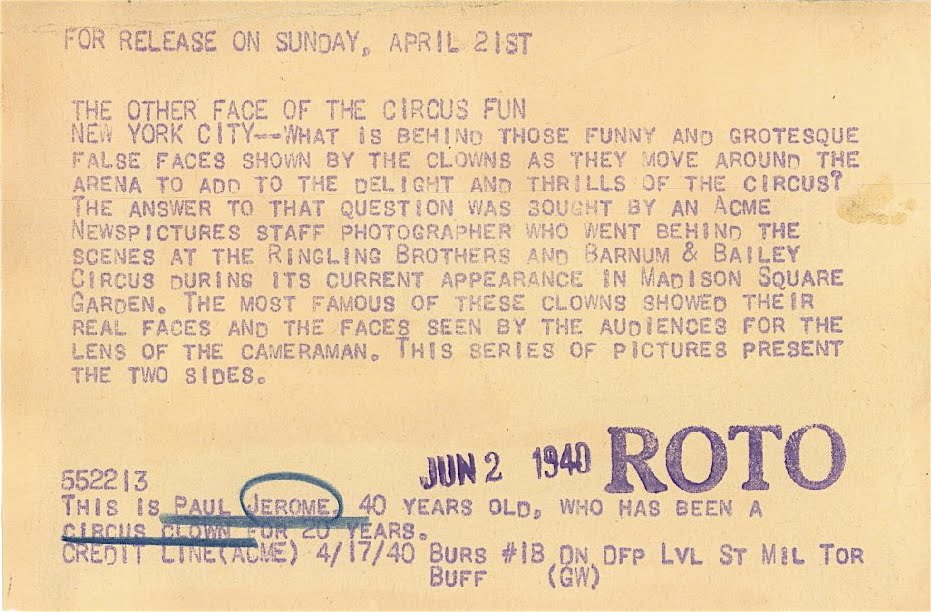 FOR RELEASE ON SUNDAY, APRIL 21ST
THE OTHER FACE OF THE CIRCUS FUN
NEW YORK CITY--WHAT IS BEHIND THOSE FUNNY AND GROTESQUE
FALSE FACES SHOWN BY THE CLOWNS AS THEY MOVE AROUND THE
ARENA TO ADD TO THE DELIGHT AND THRILLS OF THE CIRCUS?
THE ANSWER TO THAT QUESTION WAS SOUGHT BY AN ACME
NEWSPICTURES STAFF PHOTOGRAPHER WHO WENT BEHIND THE
SCENES AT THE RINGLING BROTHERS AND BARNUM & BAILEY
CIRCUS DURING ITS CURRENT APPEARANCE IN MADISON SQUARE
GARDEN. THE MOST FAMOUS OF THESE CLOWNS SHOWED THEIR
REAL FACES AND THE FACES SEEN BY THE AUDIENCES FOR THE
LENS OF THE CAMERAMAN. THIS SERIES OF PICTURES PRESENT
THE TWO SIDES.
JUN 2 1940 ROTO
552213
THIS IS PAUL JEROME, 40 YEARS OLD, WHO HAS BEEN A
CIRCUS CLOWN FOR 20 YEARS.
CREDIT LINE(ACME) 4/17/40 BURS #18 DN DFP LVL ST MIL TOR
BUFF (GW)